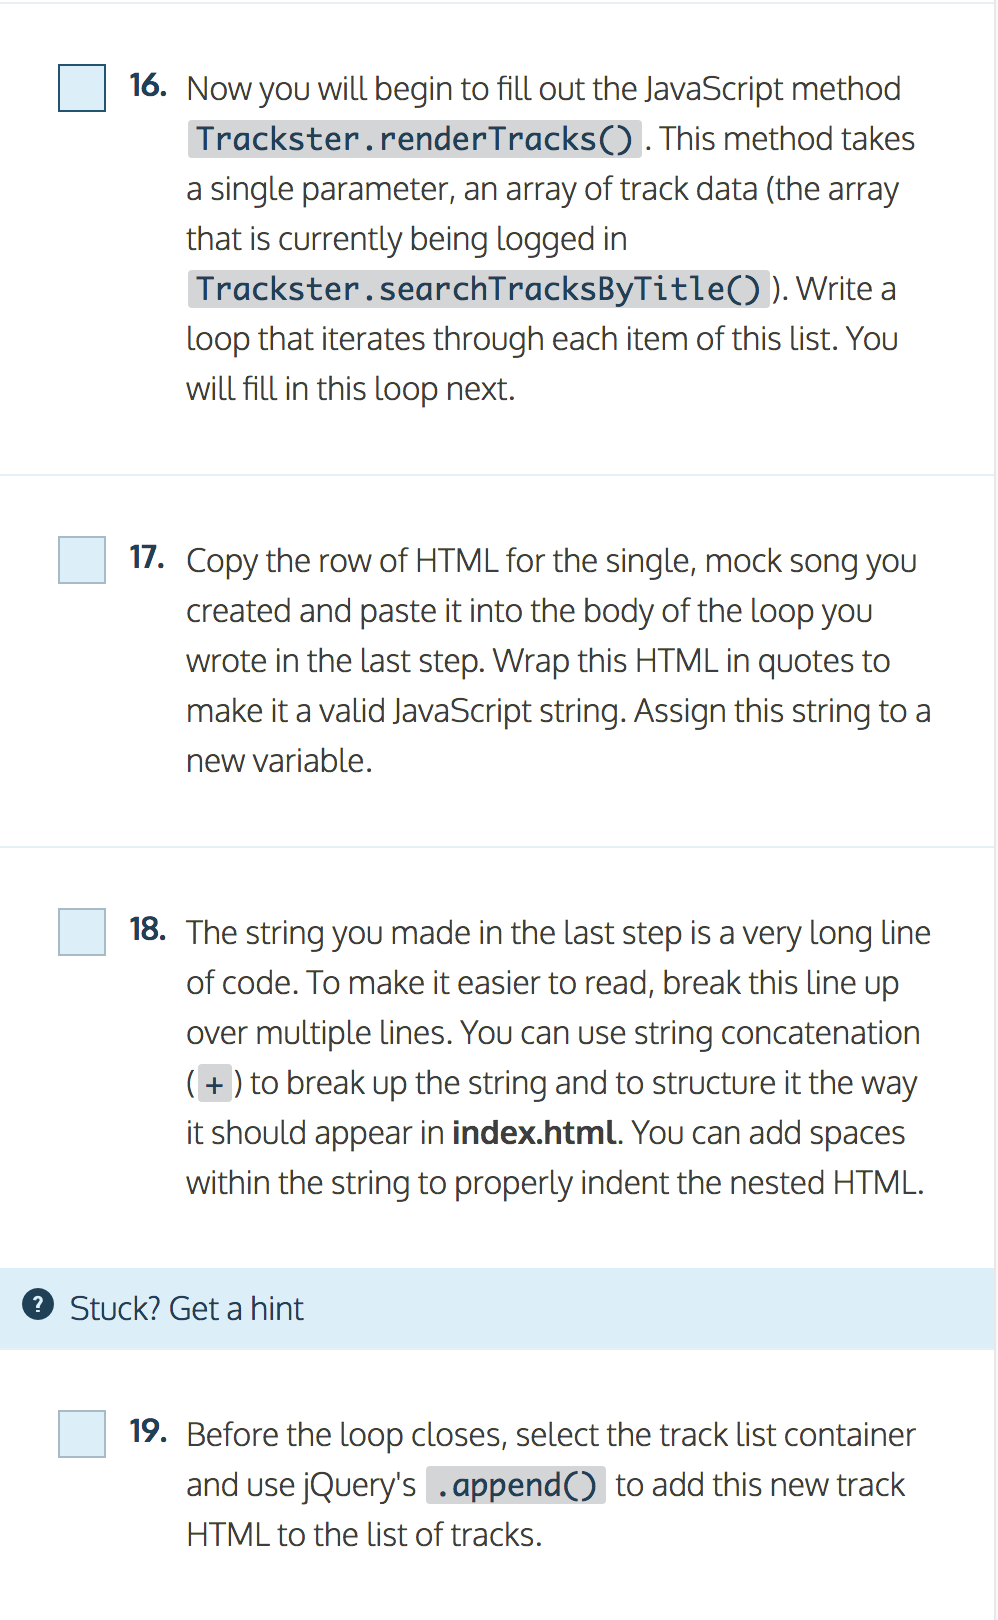 16. Now you will begin to fill out the JavaScript method
Trackster.renderTracks() . This method takes
a single parameter, an array of track data (the array
that is currently being logged in
Trackster.searchTracksByTitle() ). Write a
loop that iterates through each item of this list. You
will fill in this loop next.
17. Copy the row of HTML for the single, mock song you
created and paste it into the body of the loop you
wrote in the last step. Wrap this HTML in quotes to
make it a valid JavaScript string. Assign this string to a
new variable.
18. The string you made in the last step is a very long line
of code. To make it easier to read, break this line up
over multiple lines. You can use string concatenation
( + ) to break up the string and to structure it the way
it should appear in index.html. You can add spaces
within the string to properly indent the nested HTML.
? Stuck? Get a hint
19. Before the loop closes, select the track list container
and use jQuery's .append() to add this new track
HTML to the list of tracks.